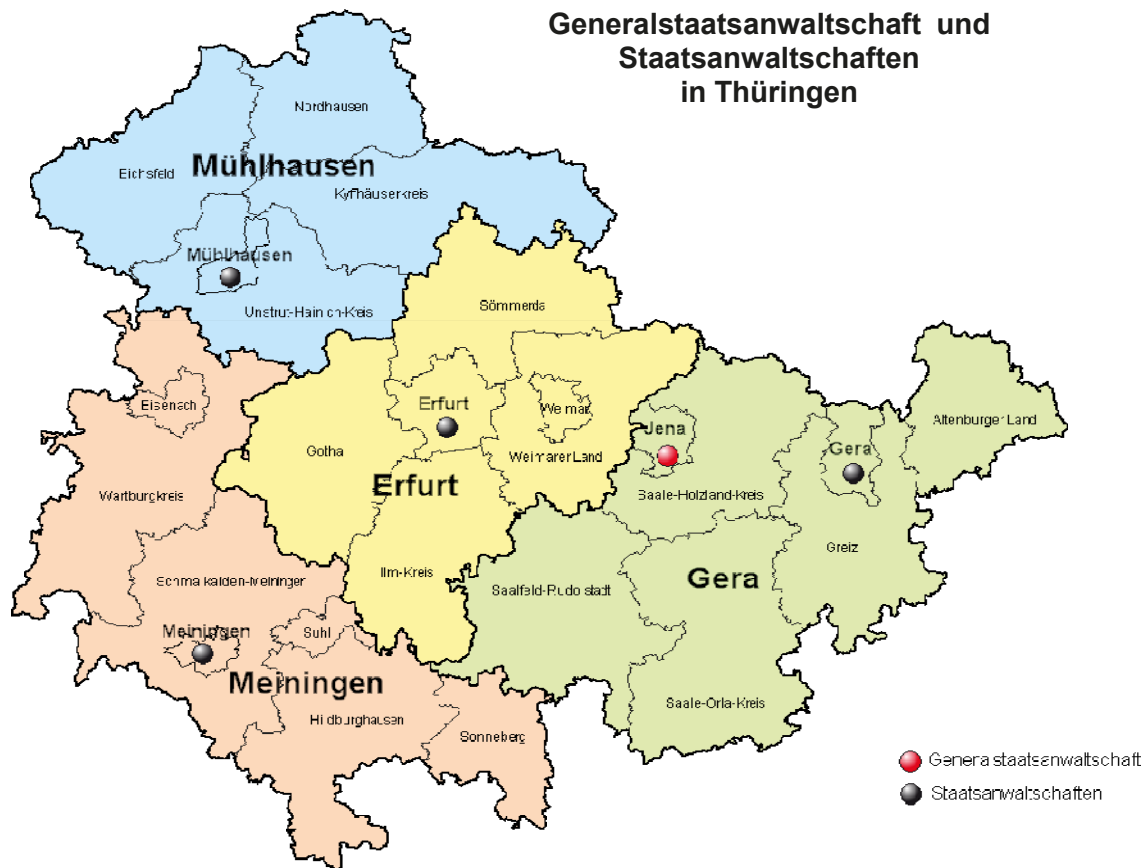 Generalstaatsanwaltschaft und
Staatsanwaltschaften
in Thüringen
Nordhausen
Eichsfeld
Mühlhausen
Kyffhäuserkreis
Mühlhausen
Unstrut-Hainich-Kreis
Sömmerda
Eisenach
Erfurt
Weimar
Altenburger Land
Jena
Gotha
Weimarer Land
Gera
Erfurt
Wartburgkreis
Saale-Holzland-Kreis
Greiz
Ilm-Kreis
Schmalkalden-Meiningen
Gera
Saalfeld-Rudolstadt
Meiningen
Suhl
Meiningen
Saale-Orla-Kreis
Hildburghausen
Sonneberg
Generalstaatsanwaltschaft
Staatsanwaltschaften